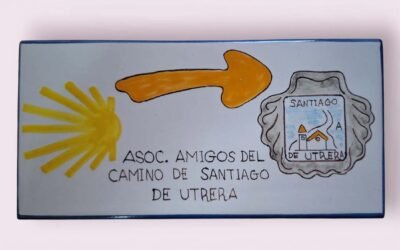 ASOC. AMIGOS DEL
CAMINO DE SANTIAGO
DE UTRERA
SANTIAGO
A
DE UTRERA